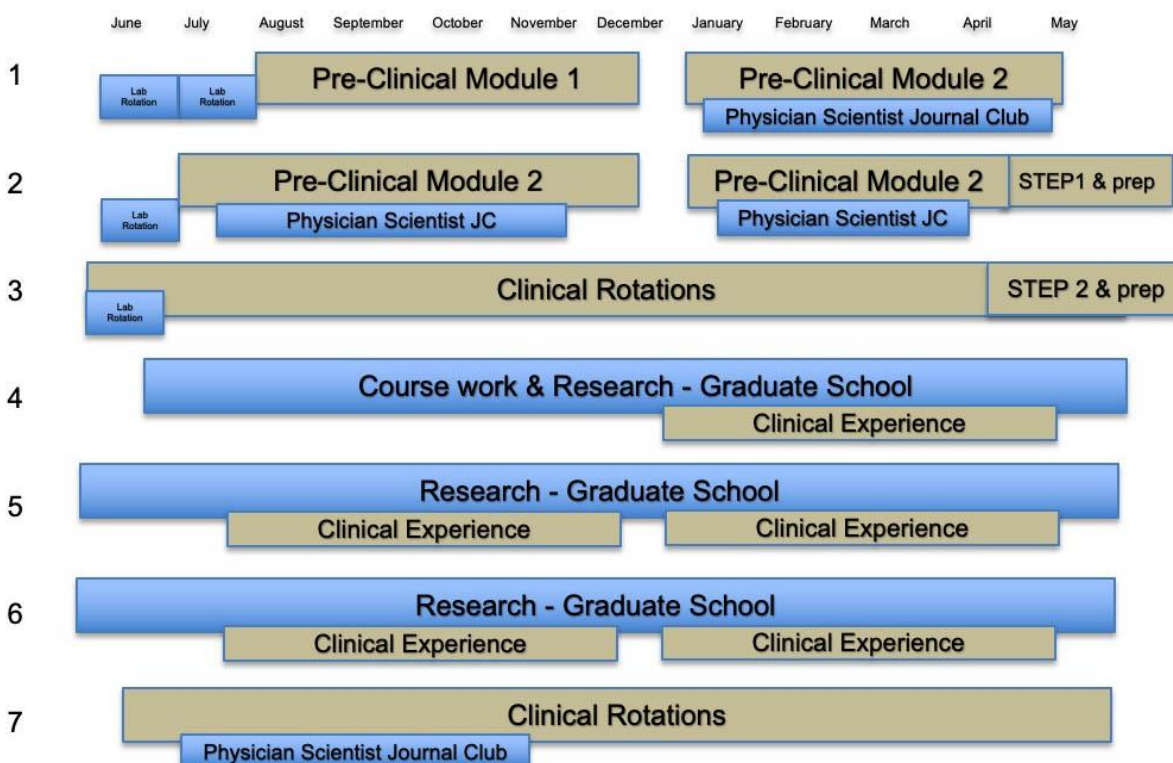 June July August September October November December January February March April May
1
Pre-Clinical Module 1
Pre-Clinical Module 2
Lab
Rotation
Lab
Rotation
Physician Scientist Journal Club
2
Pre-Clinical Module 2
Pre-Clinical Module 2
STEP1 & prep
Lab
Rotation
Physician Scientist JC
Physician Scientist JC
3
Clinical Rotations
STEP 2 & prep
Lab
Rotation
4
Course work & Research - Graduate School
Clinical Experience
5
Research - Graduate School
Clinical Experience
Clinical Experience
6
Research - Graduate School
Clinical Experience
Clinical Experience
7
Clinical Rotations
Physician Scientist Journal Club